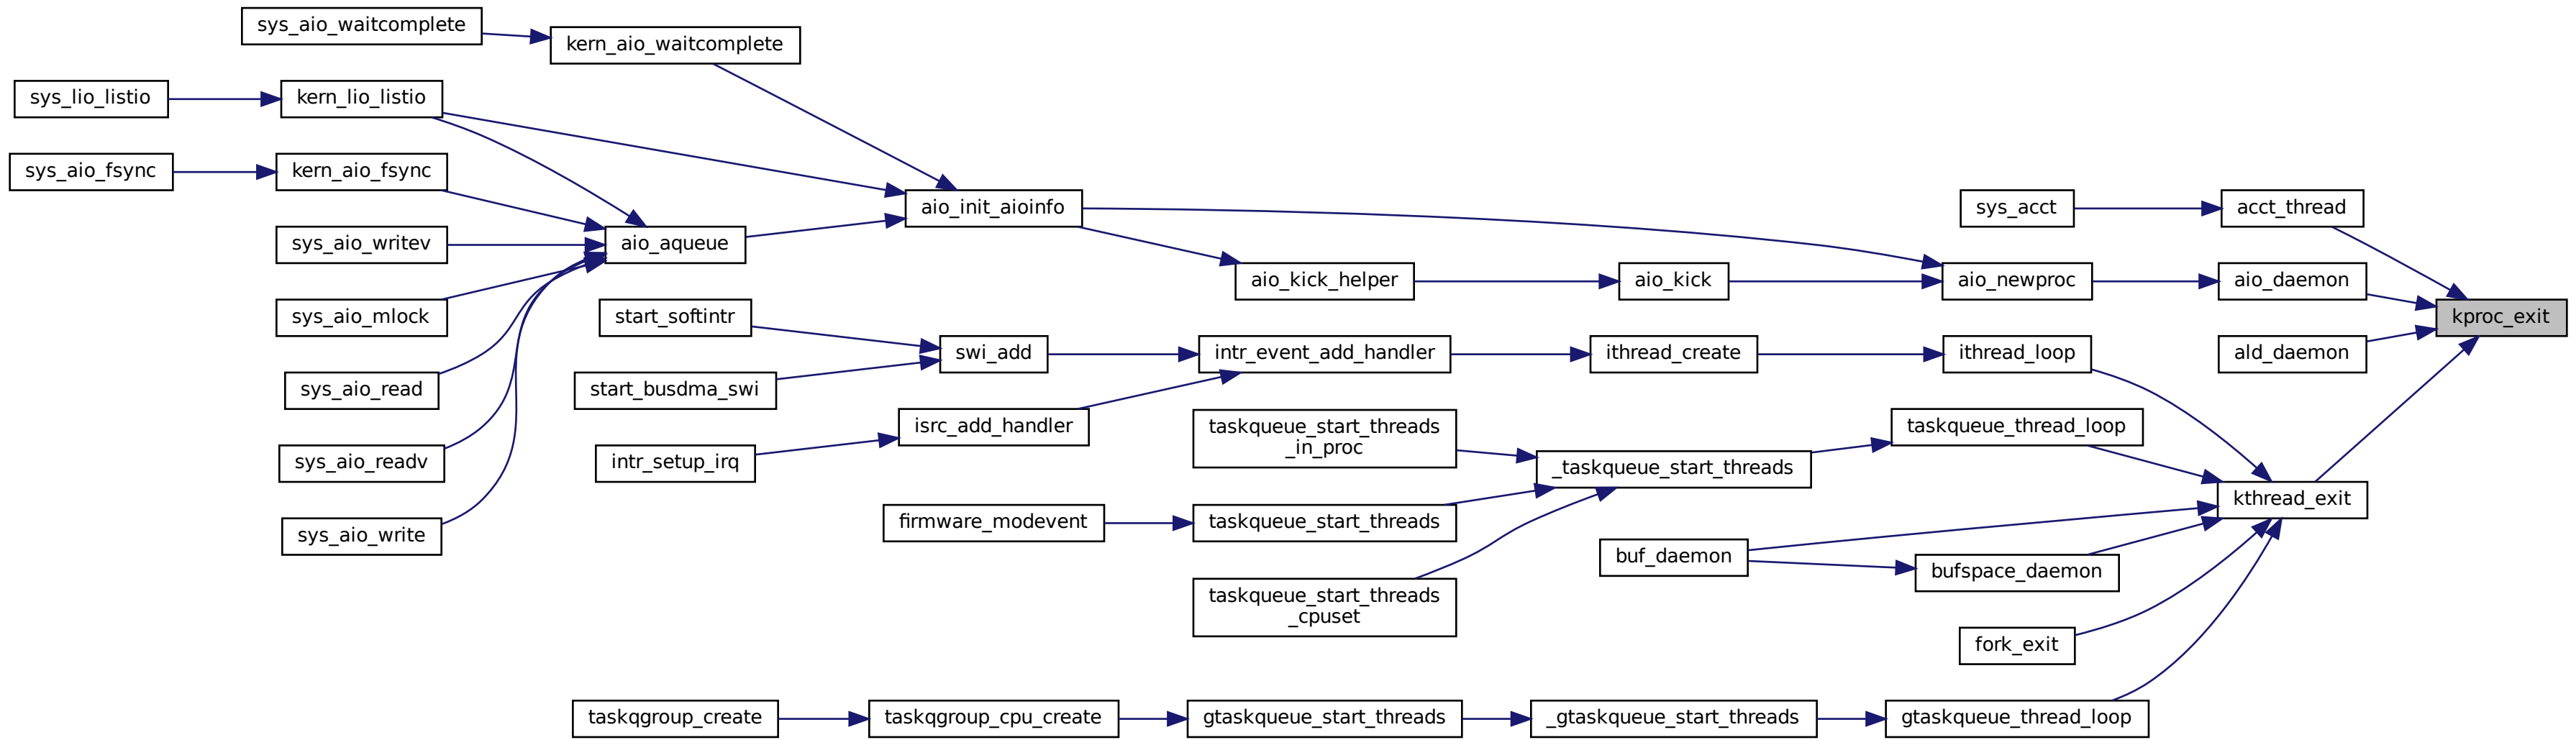 sys_aio_waitcomplete
kern_aio_waitcomplete
sys_lio_listio
kern_lio_listio
sys_aio_fsync
kern_aio_fsync
aio_init_aioinfo
sys_acct
acct_thread
sys_aio_writev
aio_aqueue
aio_kick_helper
aio_kick
aio_newproc
aio_daemon
sys_aio_mlock
start_softintr
kproc_exit
swi_add
intr_event_add_handler
ithread_create
ithread_loop
ald_daemon
sys_aio_read
start_busdma_swi
isrc_add_handler
taskqueue_start_threads
_in_proc
taskqueue_thread_loop
sys_aio_readv
intr_setup_irq
_taskqueue_start_threads
kthread_exit
sys_aio_write
firmware_modevent
taskqueue_start_threads
buf_daemon
bufspace_daemon
taskqueue_start_threads
_cpuset
fork_exit
taskqgroup_create
taskqgroup_cpu_create
gtaskqueue_start_threads
_gtaskqueue_start_threads
gtaskqueue_thread_loop